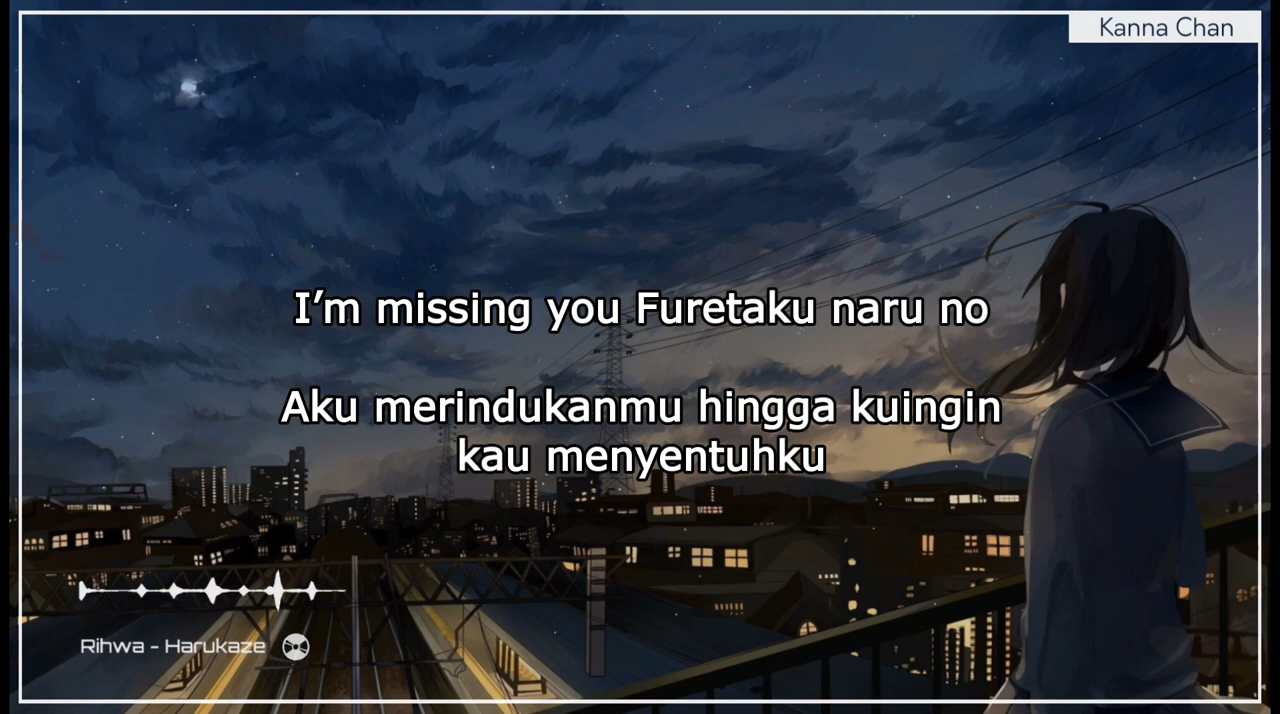 Kanna Chan
I’m missing you Furetaku naru no
Aku merindukanmu hingga kuingin
kau menyentuhku
Rihwa - Harukaze